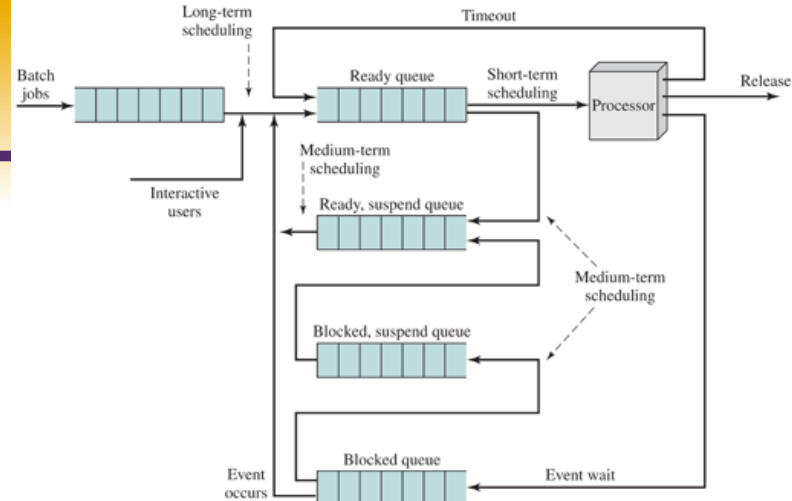 Long-term
scheduling
Timeout
Batch
jobs
Ready queue
Short-term
scheduling
Processor
Release
Medium-term
scheduling
Interactive
users
Ready, suspend queue
Medium-term
scheduling
Blocked, suspend queue
Blocked queue
Event
occurs
Event wait